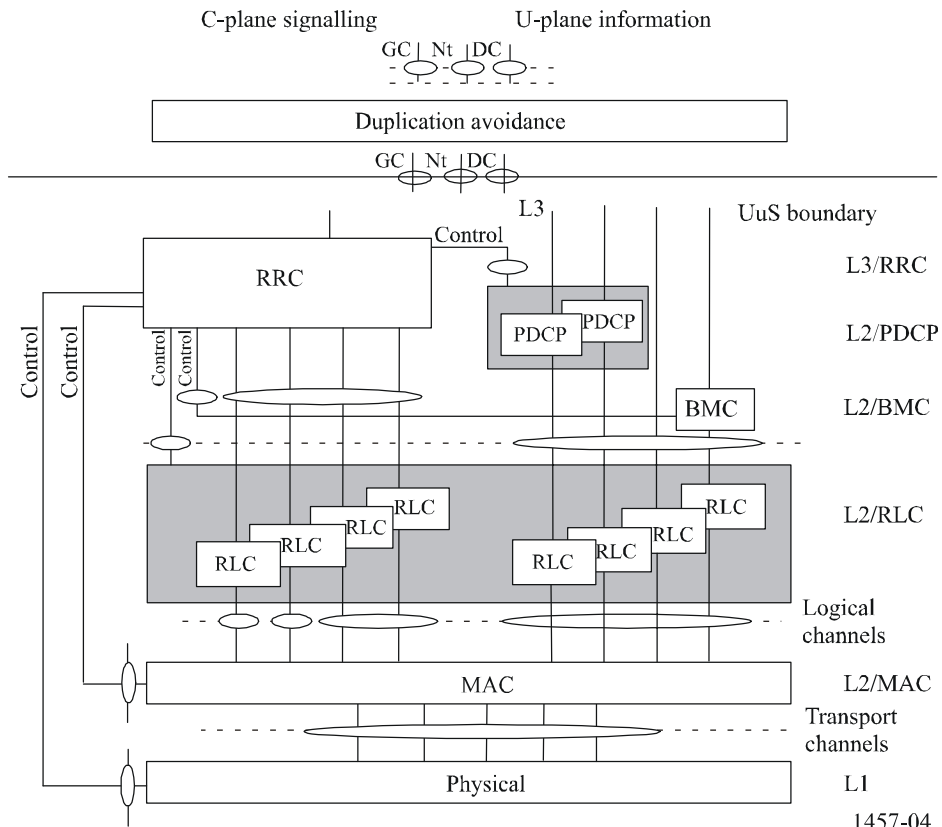 C-plane signalling U-plane information
GC Nt DC
Duplication avoidance
GC Nt DC
L3 UuS boundary
Control
RRC L3/RRC
PDCP PDCP L2/PDCP
Control Control Control Control
BMC L2/BMC
RLC RLC RLC RLC RLC RLC RLC RLC L2/RLC
Logical
channels
MAC L2/MAC
Transport
channels
Physical L1
1457-04